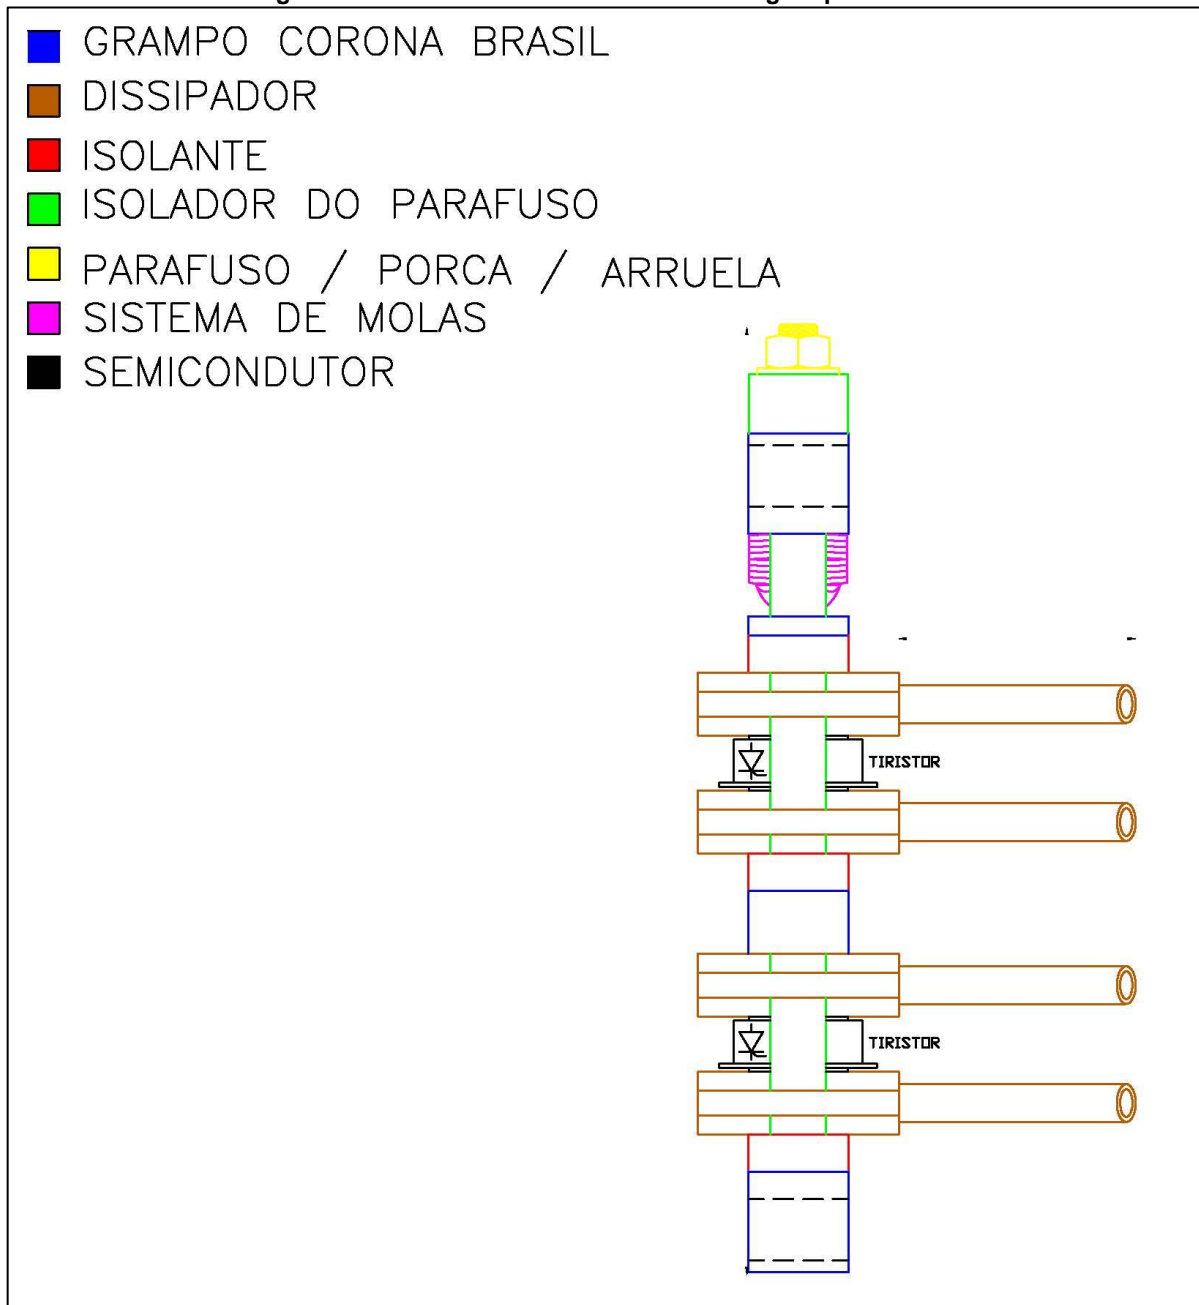 GRAMPO CORONA BRASIL
DISSIPADOR
ISOLANTE
ISOLADOR DO PARAFUSO
PARAFUSO / PORCA / ARRUELA
SISTEMA DE MOLAS
SEMICONDUTOR
TIRISTOR
TIRISTOR